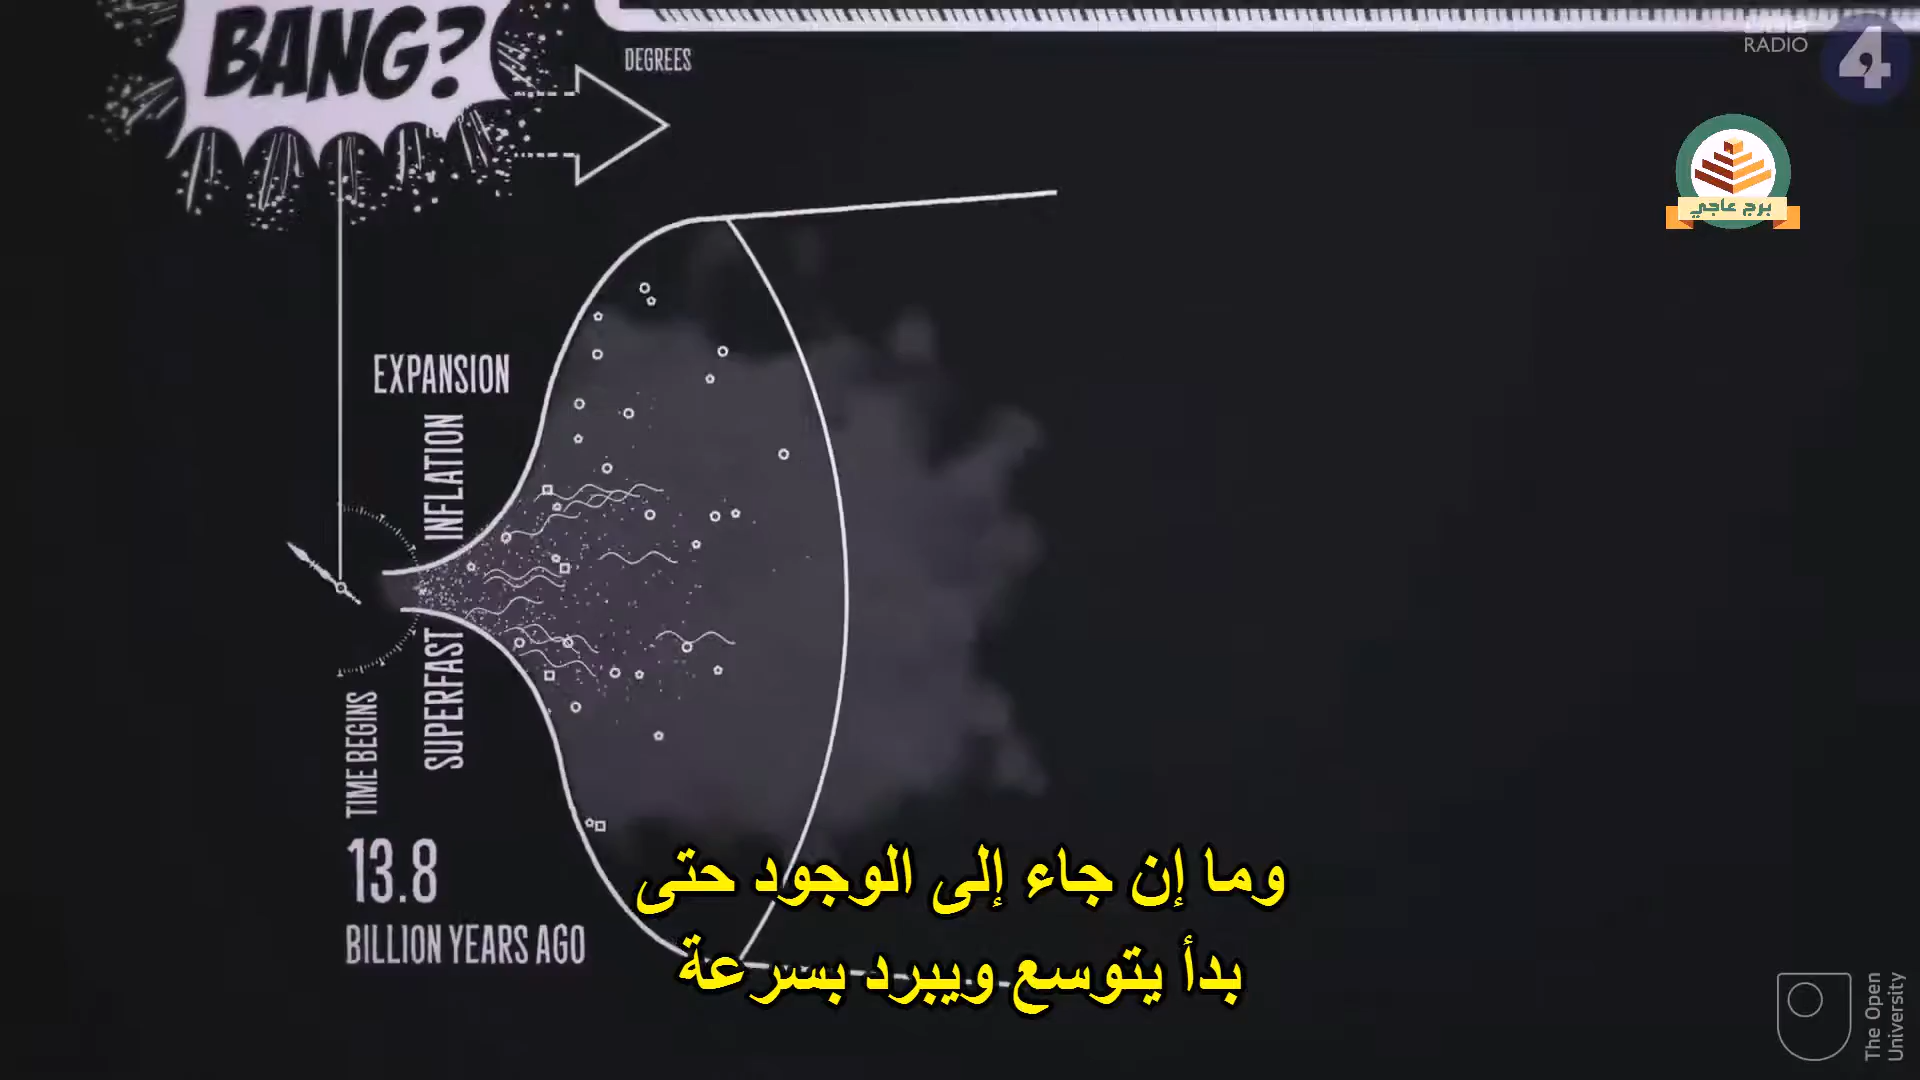 BANG?
DEGREES
RADIO
4
برج عاجي
EXPANSION
INFLATION
SUPERFAST
TIME BEGINS
13.8
BILLION YEARS AGO
وما إن جاء إلى الوجود حتى
بدأ يتوسع ويبرد بسرعة
The Open
University